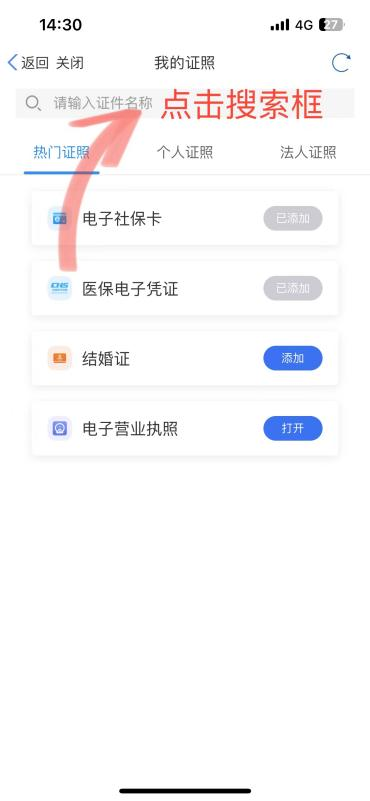 14:30
4G 27
返回 关闭 我的证照
请输入证件名称 点击搜索框
热门证照 个人证照 法人证照
电子社保卡 已添加
CHS 医保电子凭证 已添加
结婚证 添加
电子营业执照 打开